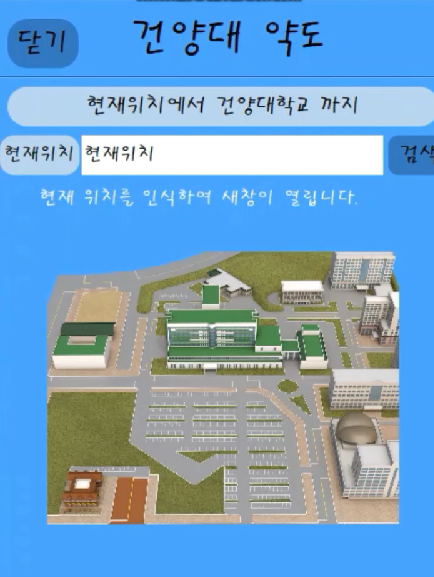 닫기
건양대 약도
현재위치에서 건양대학교 까지
현재위치 현재위치 검색
현재 위치를 인식하여 새창이 열립니다.